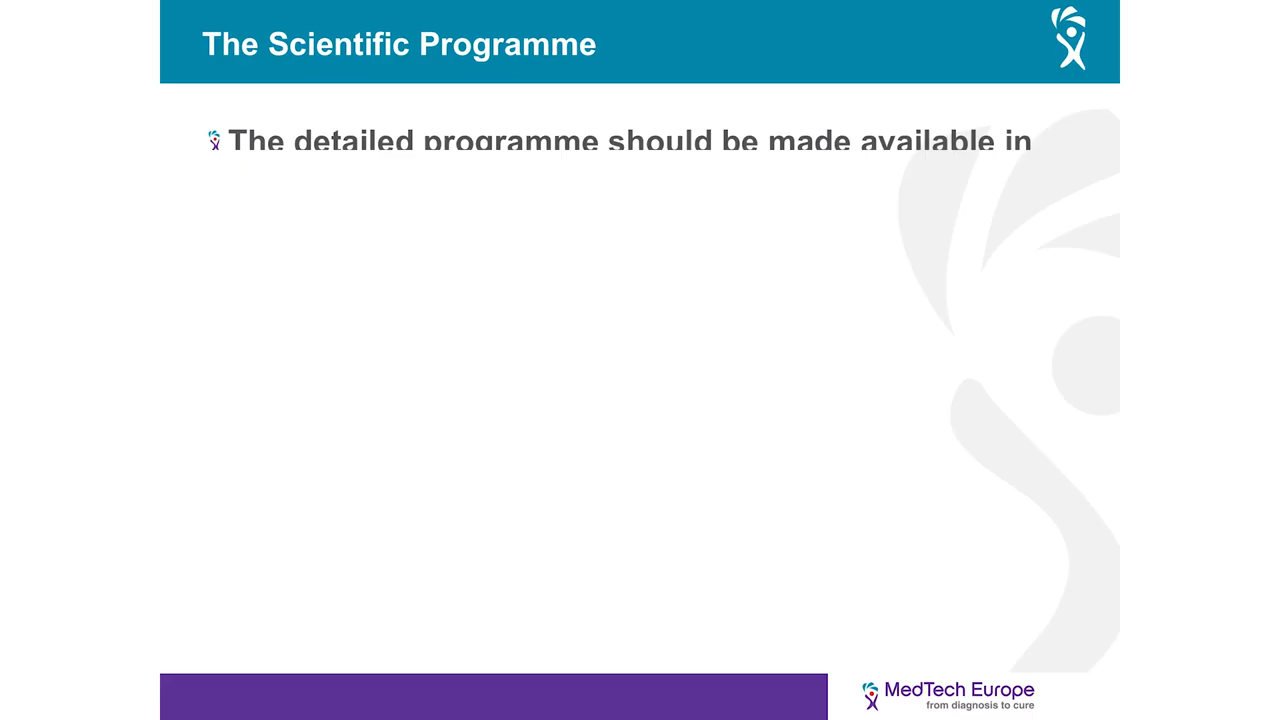 The Scientific Programme
The detailed programme should be made available in
MedTech Europe
from diagnosis to cure